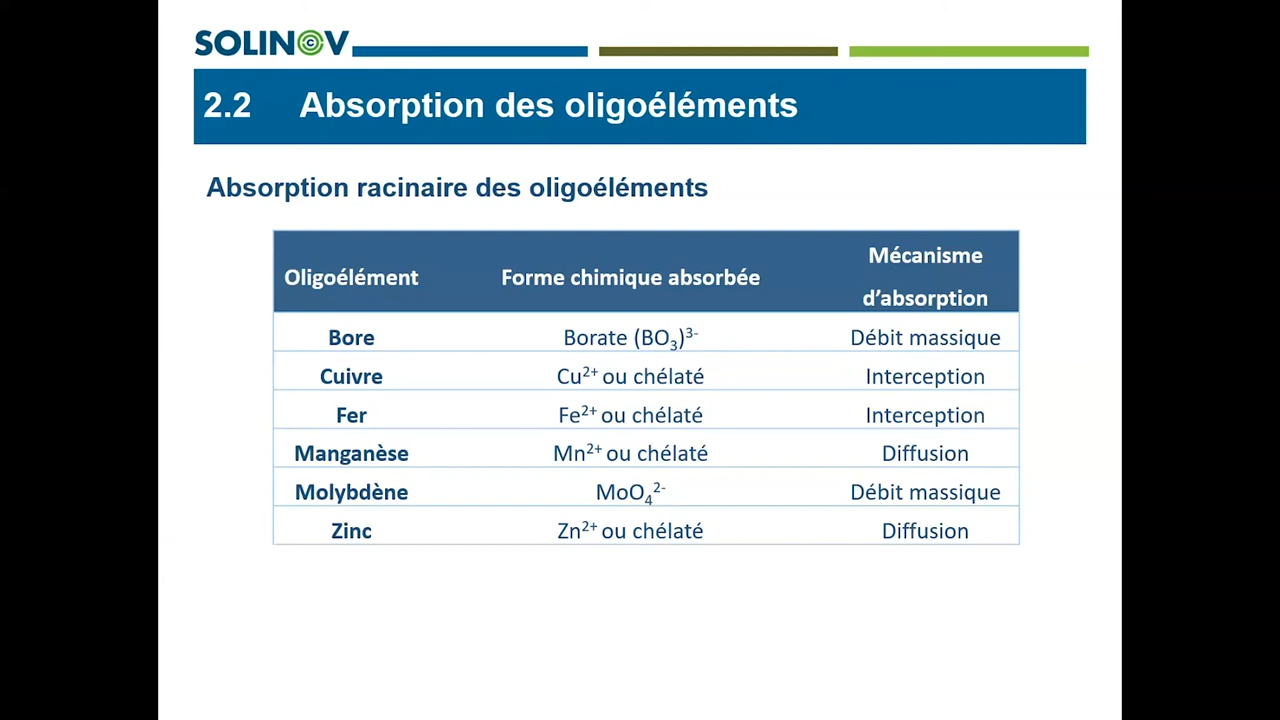 SOLINOV
2.2 Absorption des oligoéléments
Absorption racinaire des oligoéléments
Oligoélément Forme chimique absorbée Mécanisme d’absorption
Bore Borate (BO₃)³⁻ Débit massique
Cuivre Cu²⁺ ou chélaté Interception
Fer Fe²⁺ ou chélaté Interception
Manganèse Mn²⁺ ou chélaté Diffusion
Molybdène MoO₄²⁻ Débit massique
Zinc Zn²⁺ ou chélaté Diffusion